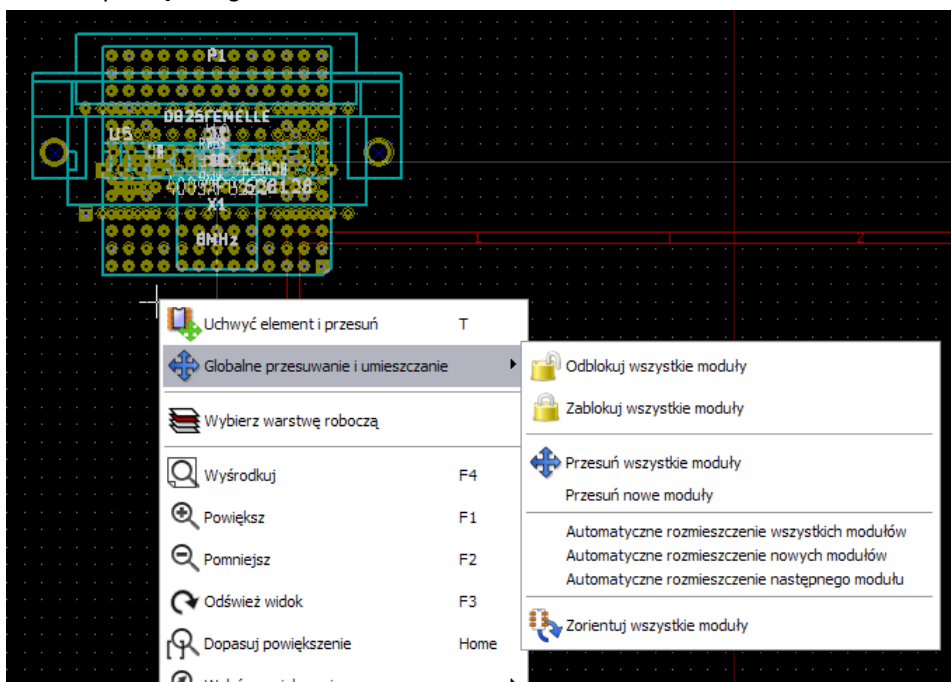 P1
DB25FEMELLE
U5
X1
8MHz
1
1
2
Uchwyć element i przesuń T
Globalne przesuwanie i umieszczanie
Wybierz warstwę roboczą
Wyśrodkuj F4
Powiększ F1
Pomniejsz F2
Odśwież widok F3
Dopasuj powiększenie Home
Odblokuj wszystkie moduły
Zablokuj wszystkie moduły
Przesuń wszystkie moduły
Przesuń nowe moduły
Automatyczne rozmieszczenie wszystkich modułów
Automatyczne rozmieszczenie nowych modułów
Automatyczne rozmieszczenie następnego modułu
Zorientuj wszystkie moduły